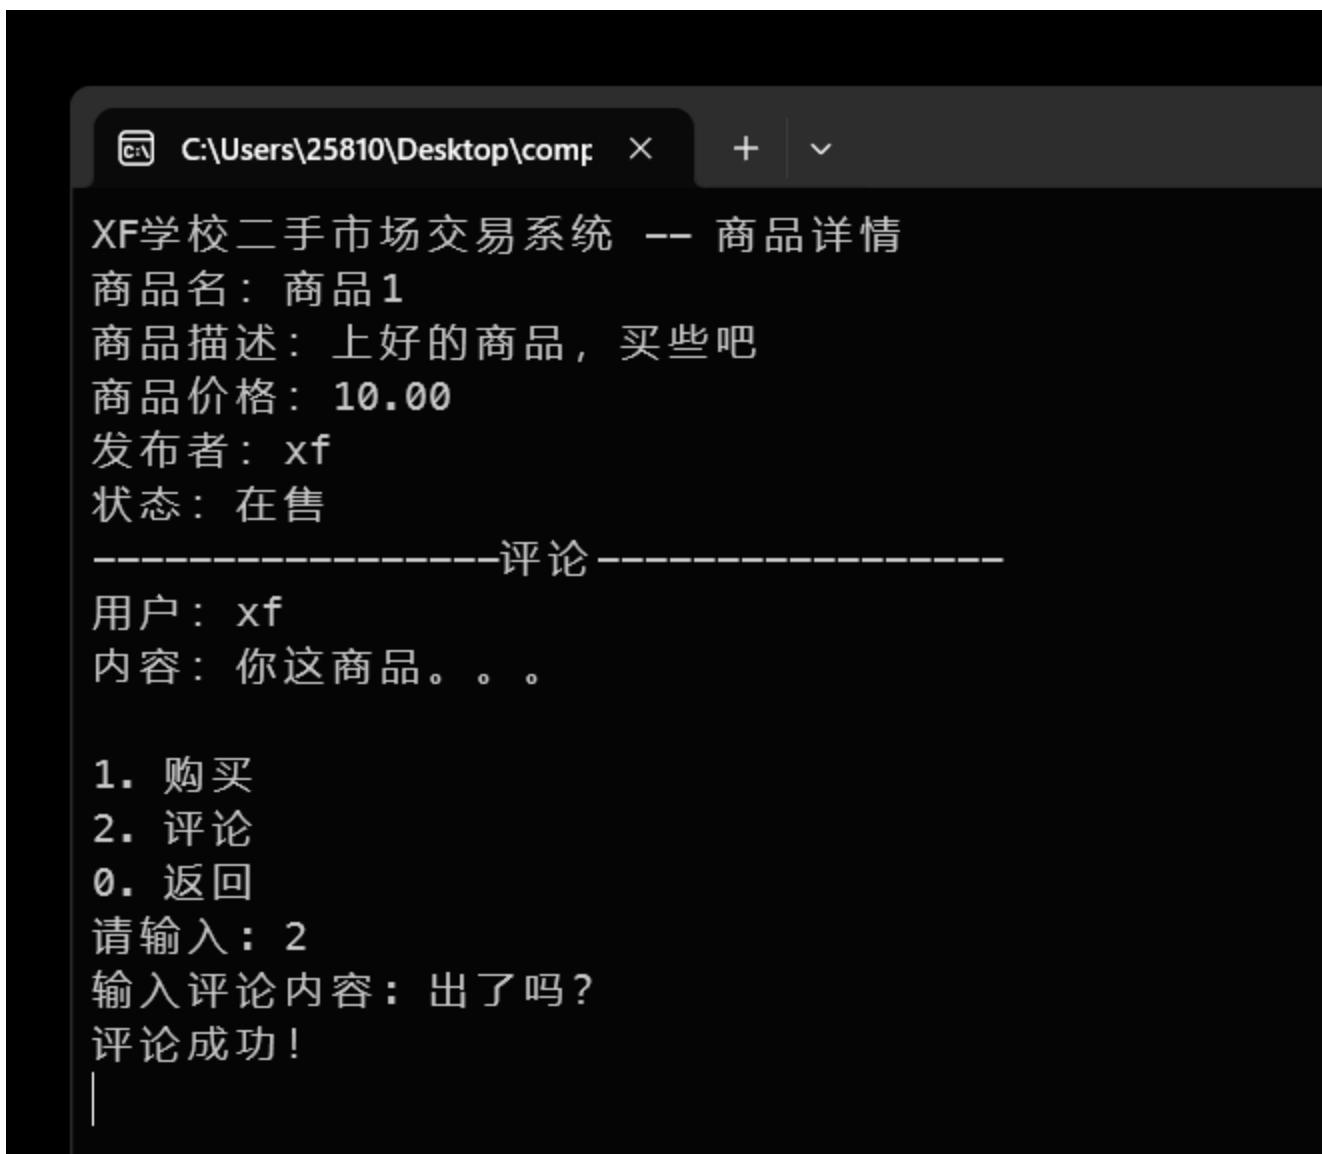 C:\Users\25810\Desktop\comp
XF学校二手市场交易系统 -- 商品详情
商品名：商品1
商品描述：上好的商品，买些吧
商品价格：10.00
发布者：xf
状态：在售
-----------------评论-----------------
用户：xf
内容：你这商品。。。
1. 购买
2. 评论
0. 返回
请输入: 2
输入评论内容: 出了吗？
评论成功！